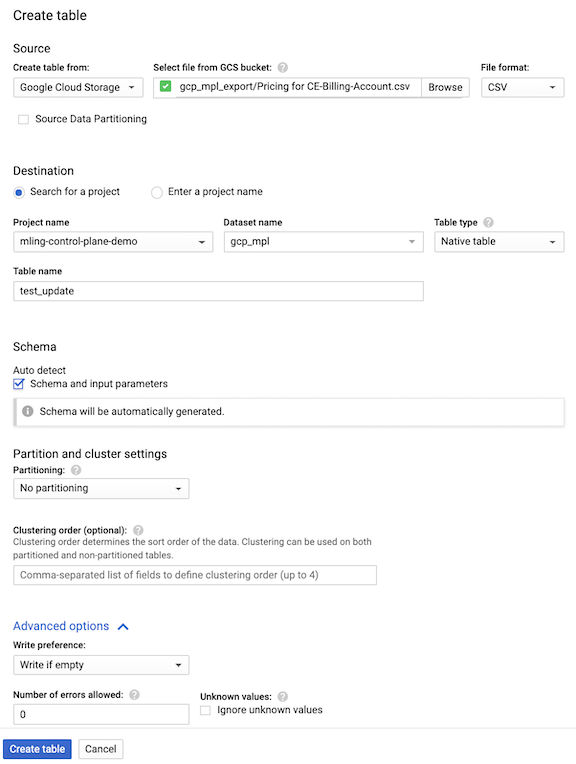 Create table
Source
Create table from:
Select file from GCS bucket:
File format:
Google Cloud Storage
gcp_mpl_export/Pricing for CE-Billing-Account.csv
Browse
CSV
Source Data Partitioning
Destination
Search for a project
Enter a project name
Project name
Dataset name
Table type
mling-control-plane-demo
gcp_mpl
Native table
Table name
test_update
Schema
Auto detect
Schema and input parameters
Schema will be automatically generated.
Partition and cluster settings
Partitioning:
No partitioning
Clustering order (optional):
Clustering order determines the sort order of the data. Clustering can be used on both
partitioned and non-partitioned tables.
Comma-separated list of fields to define clustering order (up to 4)
Advanced options
Write preference:
Write if empty
Number of errors allowed:
Unknown values:
0
Ignore unknown values
Create table
Cancel